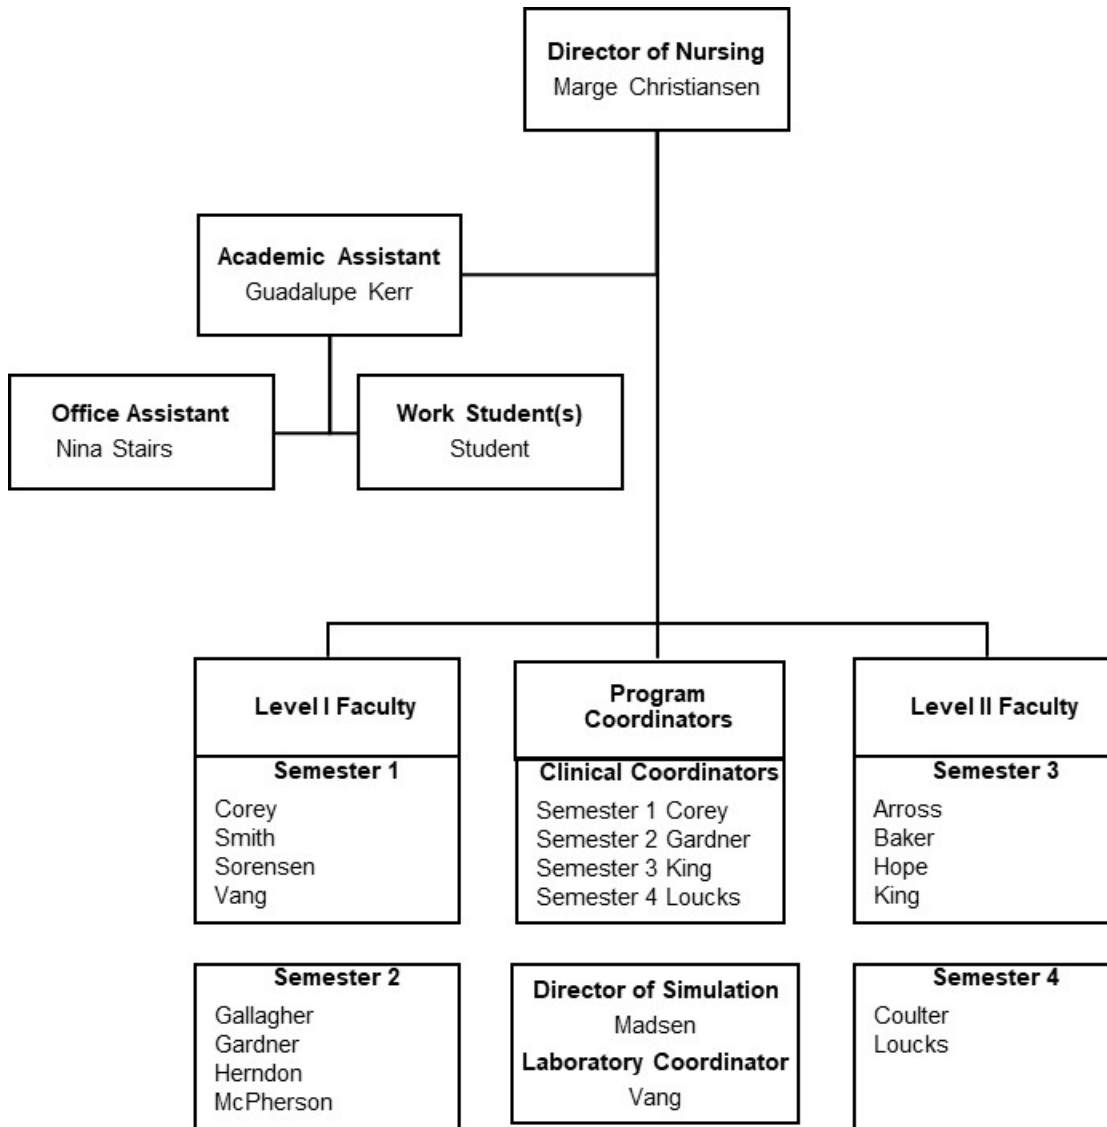 Director of Nursing
Marge Christiansen
Academic Assistant
Guadalupe Kerr
Office Assistant
Nina Stairs
Work Student(s)
Student
Level I Faculty
Semester 1
Corey
Smith
Sorensen
Vang
Semester 2
Gallagher
Gardner
Herndon
McPherson
Program
Coordinators
Clinical Coordinators
Semester 1 Corey
Semester 2 Gardner
Semester 3 King
Semester 4 Loucks
Director of Simulation
Madsen
Laboratory Coordinator
Vang
Level II Faculty
Semester 3
Arross
Baker
Hope
King
Semester 4
Coulter
Loucks